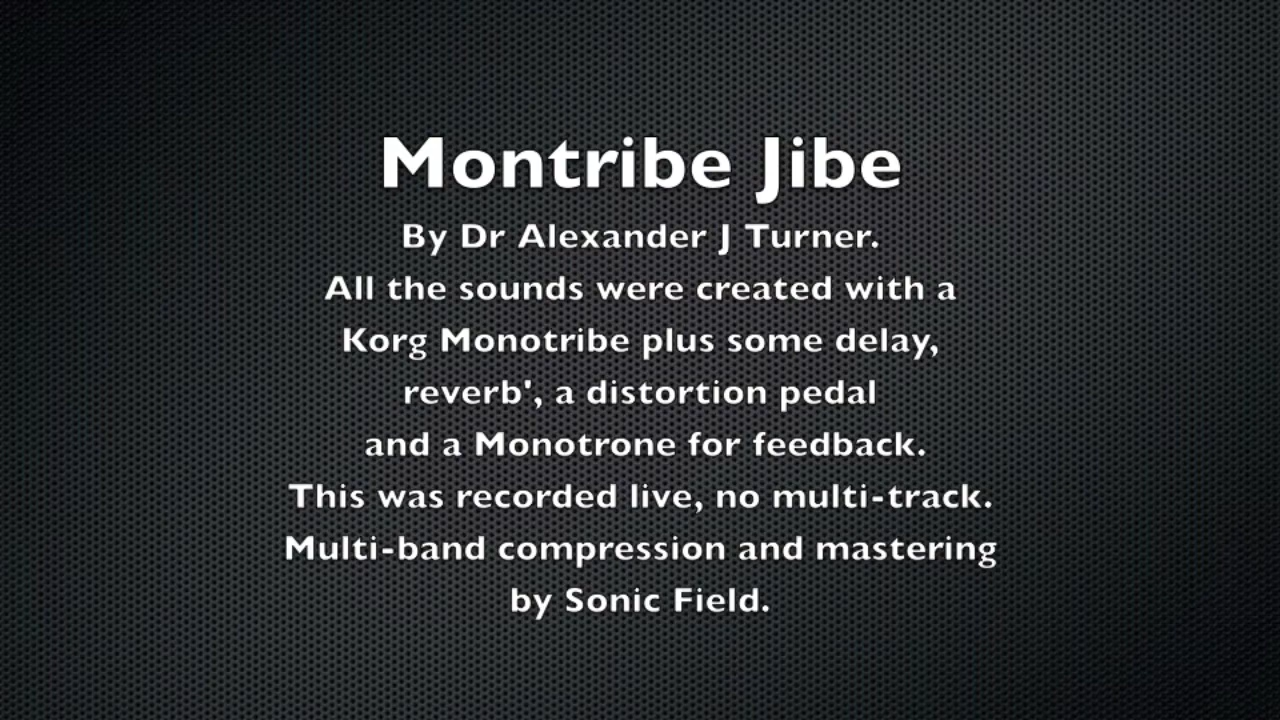 Montribe Jibe
By Dr Alexander J Turner.
All the sounds were created with a
Korg Monotribe plus some delay,
reverb', a distortion pedal
and a Monotrone for feedback.
This was recorded live, no multi-track.
Multi-band compression and mastering
by Sonic Field.